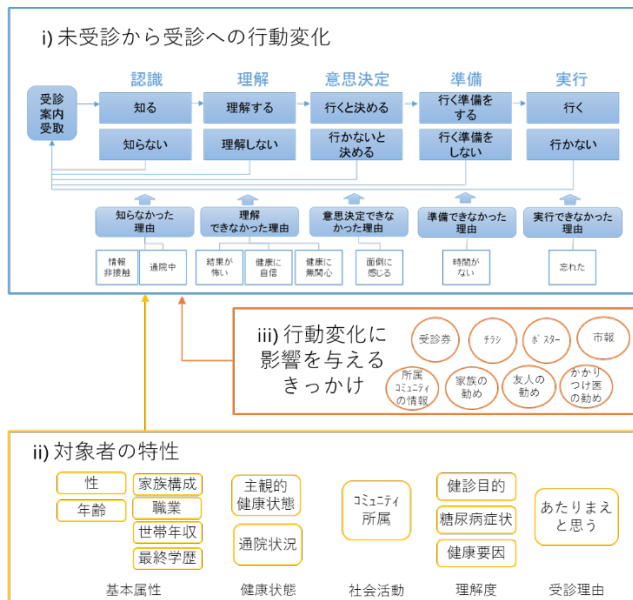 i) 未受診から受診への行動変化
認識 理解 意思決定 準備 実行
受診
案内
受取
知る
理解する
行くと決める
行く準備を
する
行く
知らない
理解しない
行かないと
決める
行く準備を
しない
行かない
知らなかった
理由
理解
できなかった理由
意思決定できな
かった理由
準備できなかった
理由
実行できなかった
理由
情報
非接触
通院中
結果が
怖い
健康に
自信
健康に
無関心
面倒に
感じる
時間が
ない
忘れた
iii) 行動変化に
影響を与える
きっかけ
受診券
チラシ
ポスター
市報
所属
コミュニティ
の情報
家族の
勧め
友人の
勧め
かかり
つけ医
の勧め
ii) 対象者の特性
性
年齢
家族構成
職業
世帯年収
最終学歴
主観的
健康状態
通院状況
コミュニティ
所属
健診目的
糖尿病症状
健康要因
あたりまえ
と思う
基本属性 健康状態 社会活動 理解度 受診理由